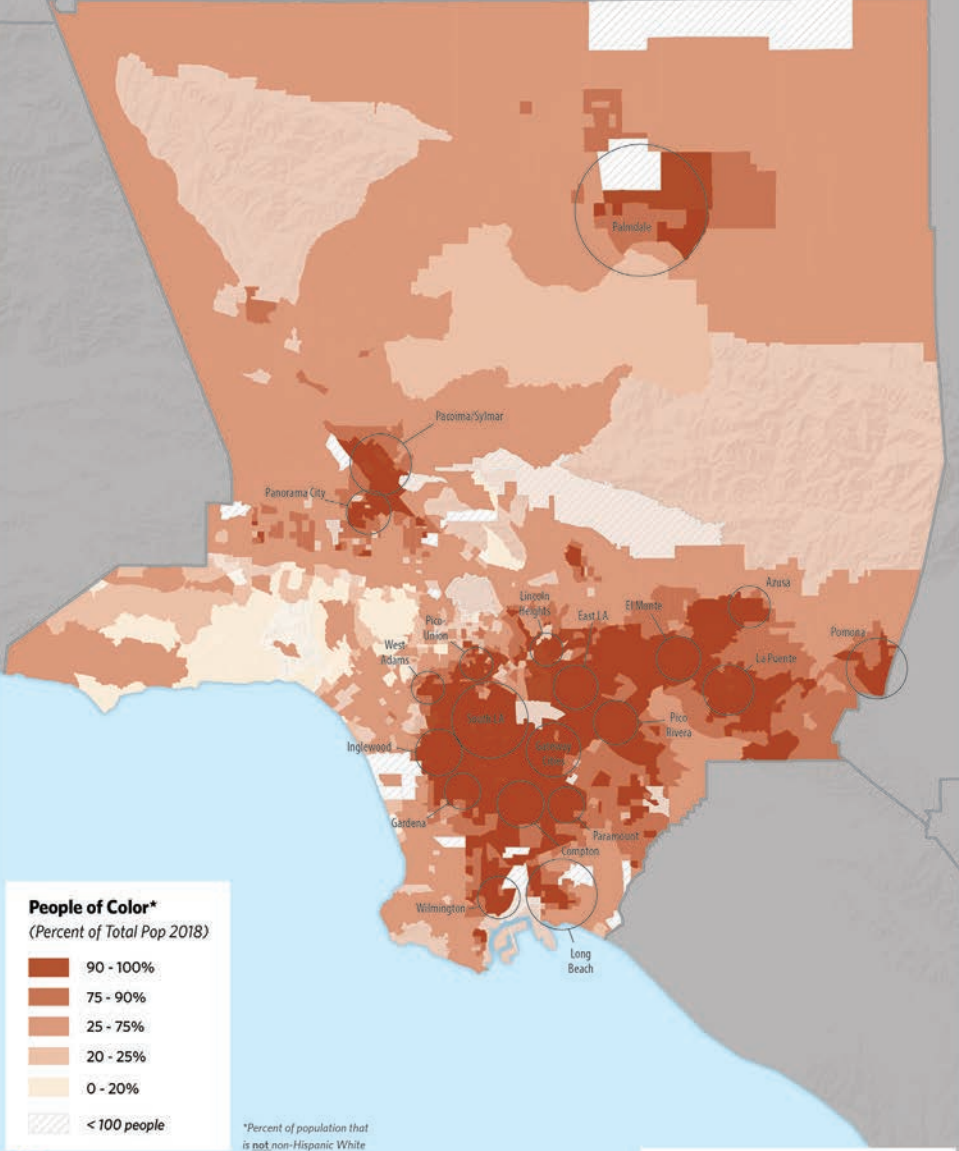 Palmdale
Pacoima/Sylmar
Panorama City
Azusa
Lincoln
Heights
El Monte
East LA
Pico-
Union
Pomona
West
Adams
La Puente
Pico
Rivera
Inglewood
Gardena
Paramount
Compton
Wilmington
Long
Beach
People of Color*
(Percent of Total Pop 2018)
90 - 100%
75 - 90%
25 - 75%
20 - 25%
0 - 20%
< 100 people
*Percent of population that
is not non-Hispanic White